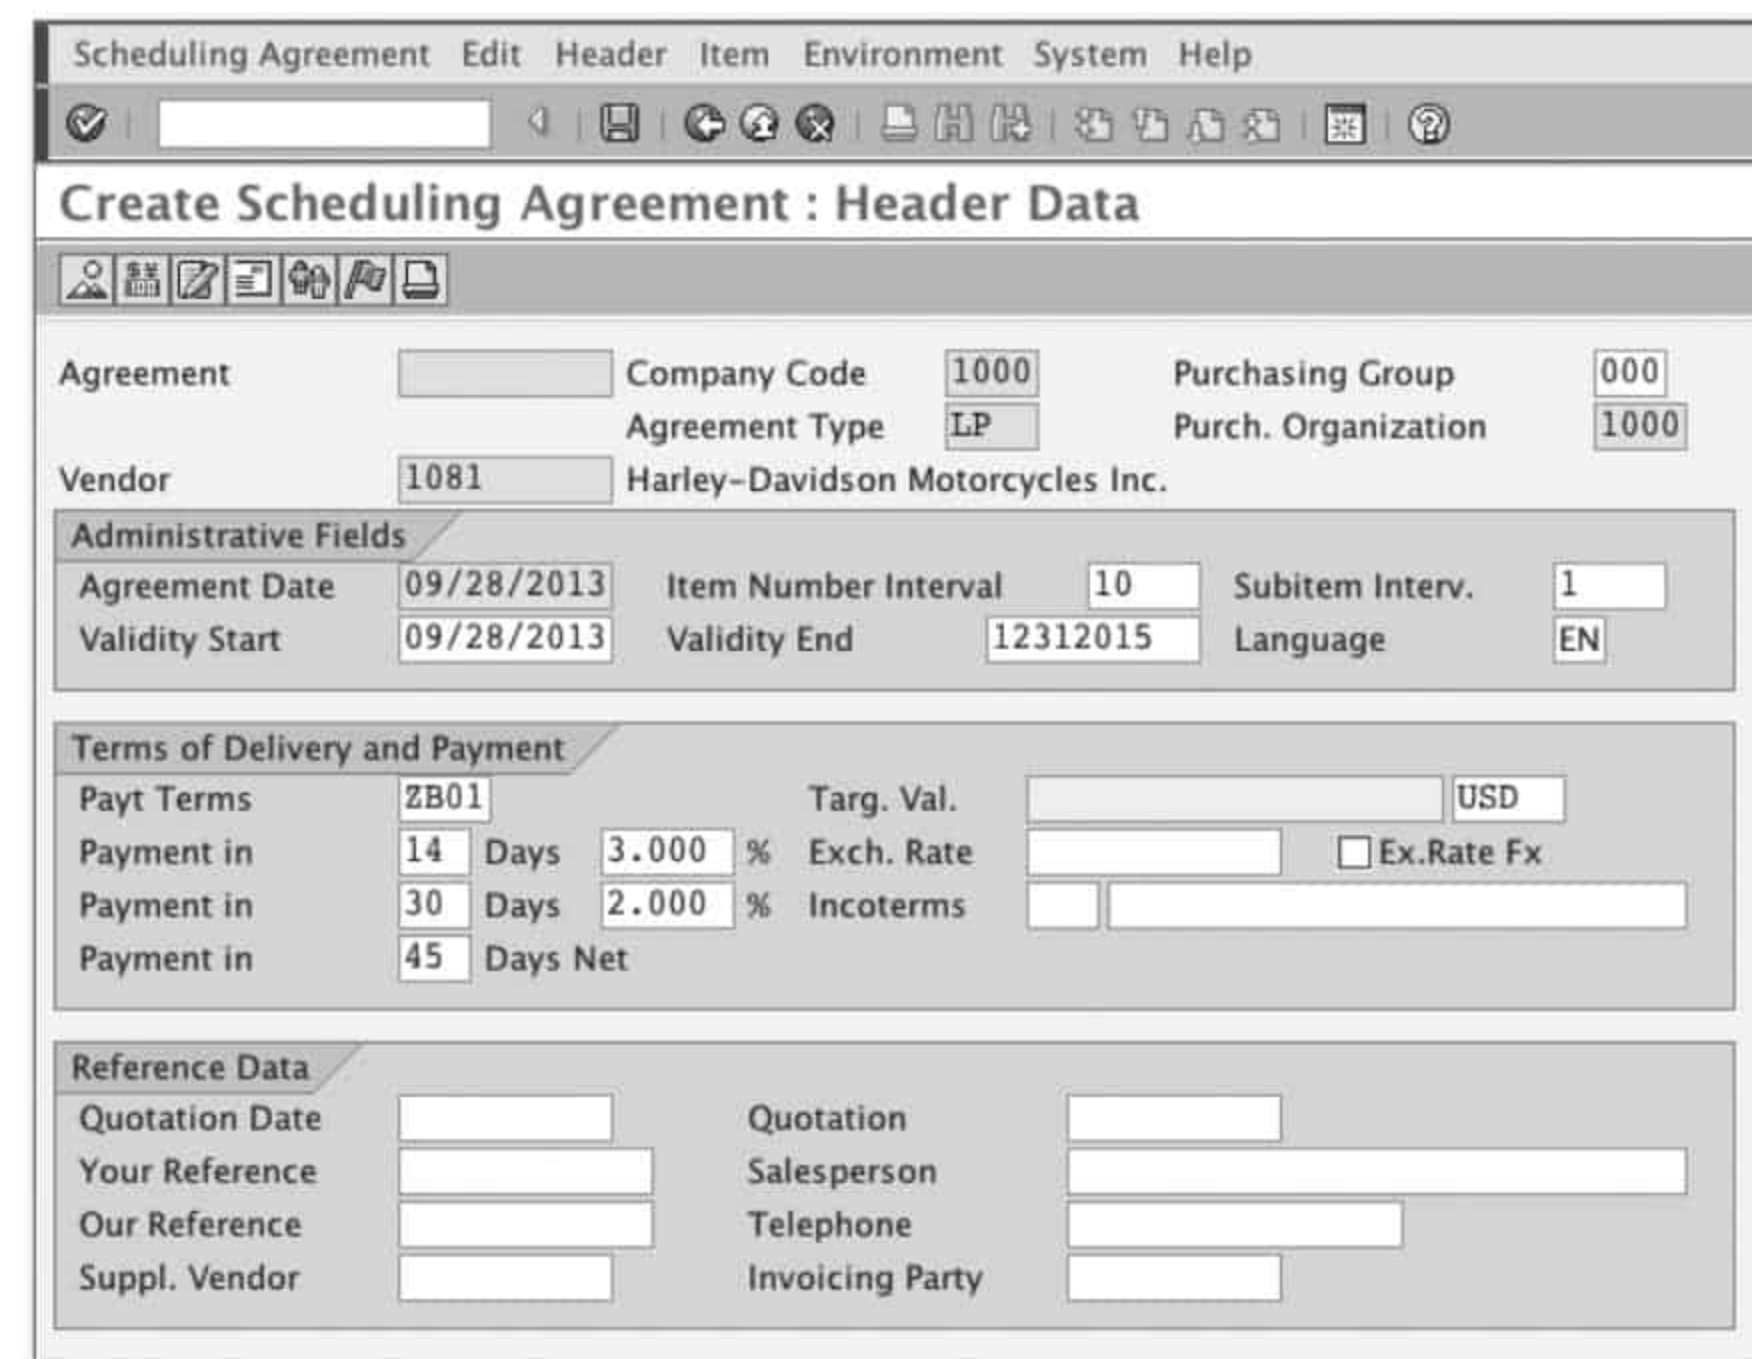 Scheduling Agreement Edit Header Item Environment System Help
Create Scheduling Agreement : Header Data
Agreement Company Code 1000 Purchasing Group 000
Agreement Type LP Purch. Organization 1000
Vendor 1081 Harley-Davidson Motorcycles Inc.
Administrative Fields
Agreement Date 09/28/2013 Item Number Interval 10 Subitem Interv. 1
Validity Start 09/28/2013 Validity End 12312015 Language EN
Terms of Delivery and Payment
Payt Terms ZB01 Targ. Val. USD
Payment in 14 Days 3.000 % Exch. Rate Ex.Rate Fx
Payment in 30 Days 2.000 % Incoterms
Payment in 45 Days Net
Reference Data
Quotation Date Quotation
Your Reference Salesperson
Our Reference Telephone
Suppl. Vendor Invoicing Party